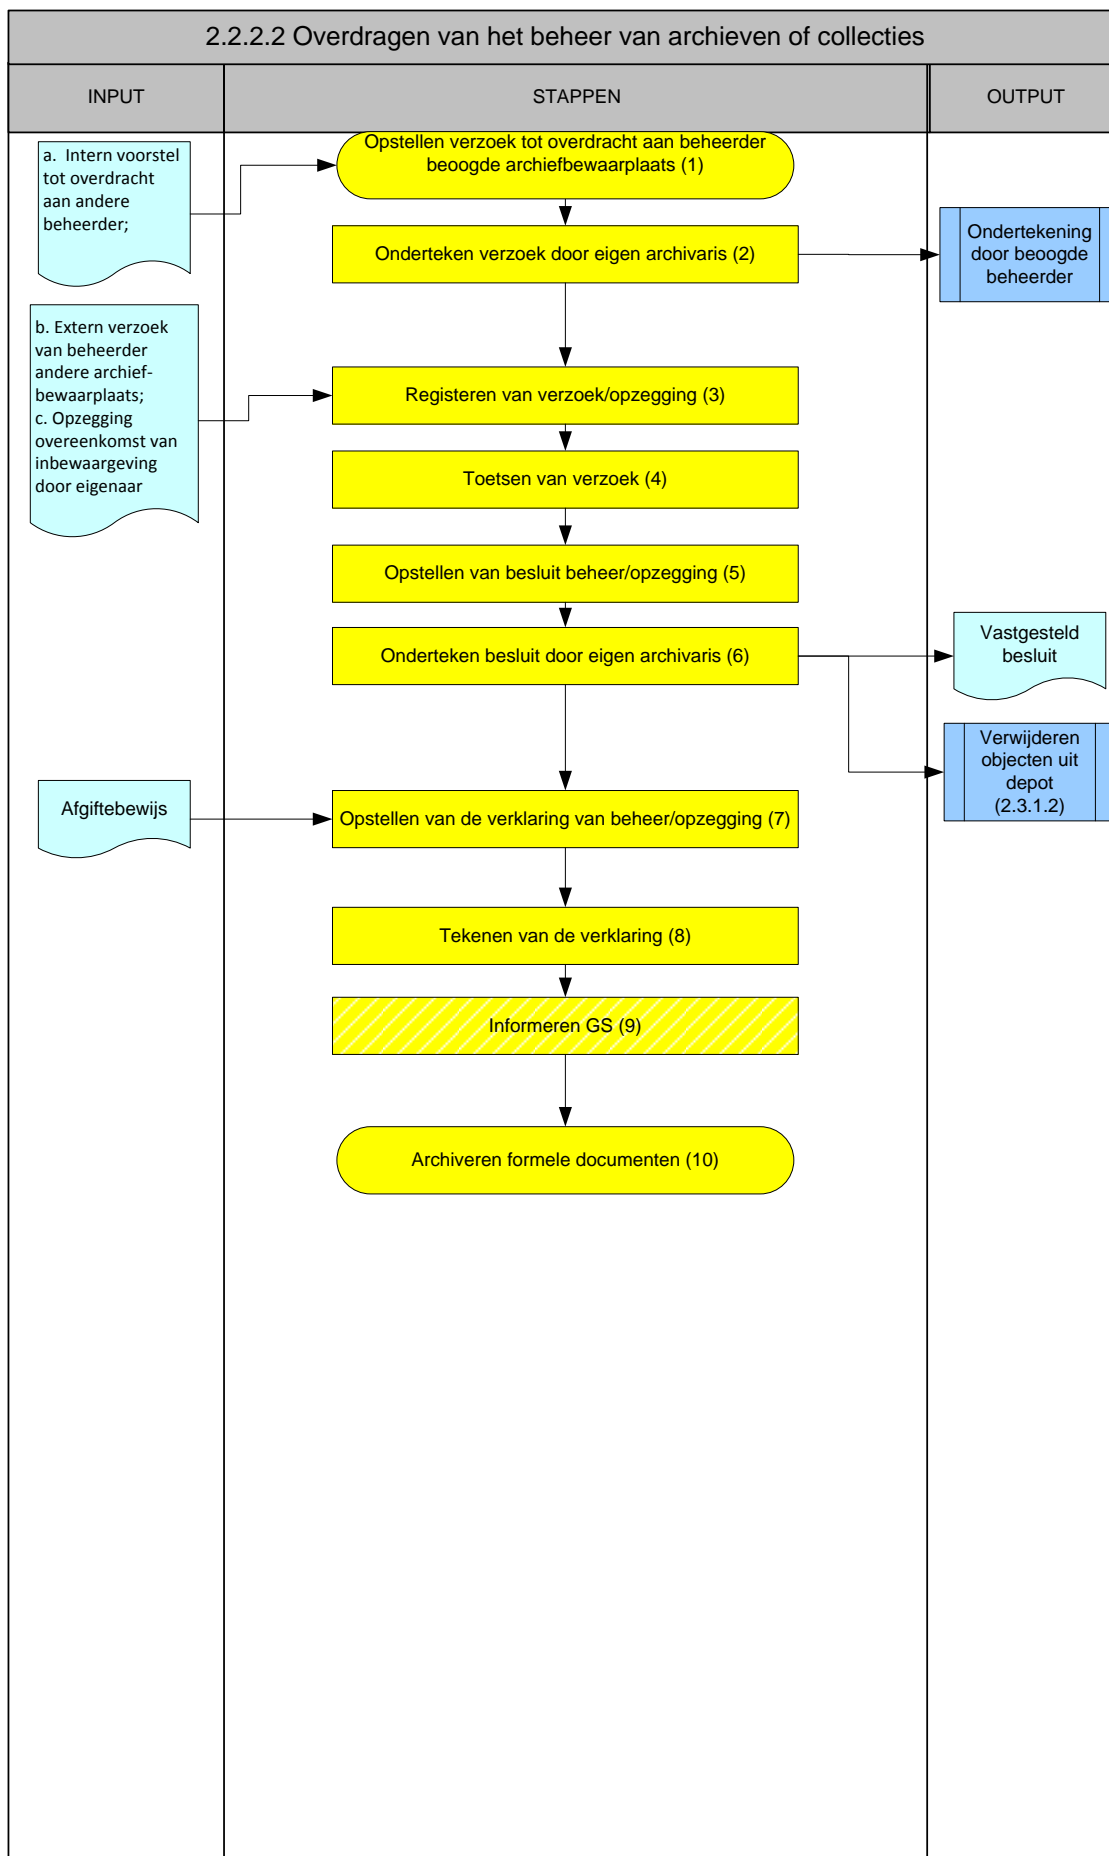 2.2.2.2 Overdragen van het beheer van archieven of collecties
INPUT
STAPPEN
OUTPUT
a. Intern voorstel
tot overdracht
aan andere
beheerder;
Opstellen verzoek tot overdracht aan beheerder
beoogde archiefbewaarplaats (1)
Onderteken verzoek door eigen archivaris (2)
Ondertekening
door beoogde
beheerder
b. Extern verzoek
van beheerder
andere archief-
bewaarplaats;
c. Opzegging
overeenkomst van
inbewaargeving
door eigenaar
Registeren van verzoek/opzegging (3)
Toetsen van verzoek (4)
Opstellen van besluit beheer/opzegging (5)
Onderteken besluit door eigen archivaris (6)
Vastgesteld
besluit
Verwijderen
objecten uit
depot
(2.3.1.2)
Afgiftebewijs
Opstellen van de verklaring van beheer/opzegging (7)
Tekenen van de verklaring (8)
Informeren GS (9)
Archiveren formele documenten (10)